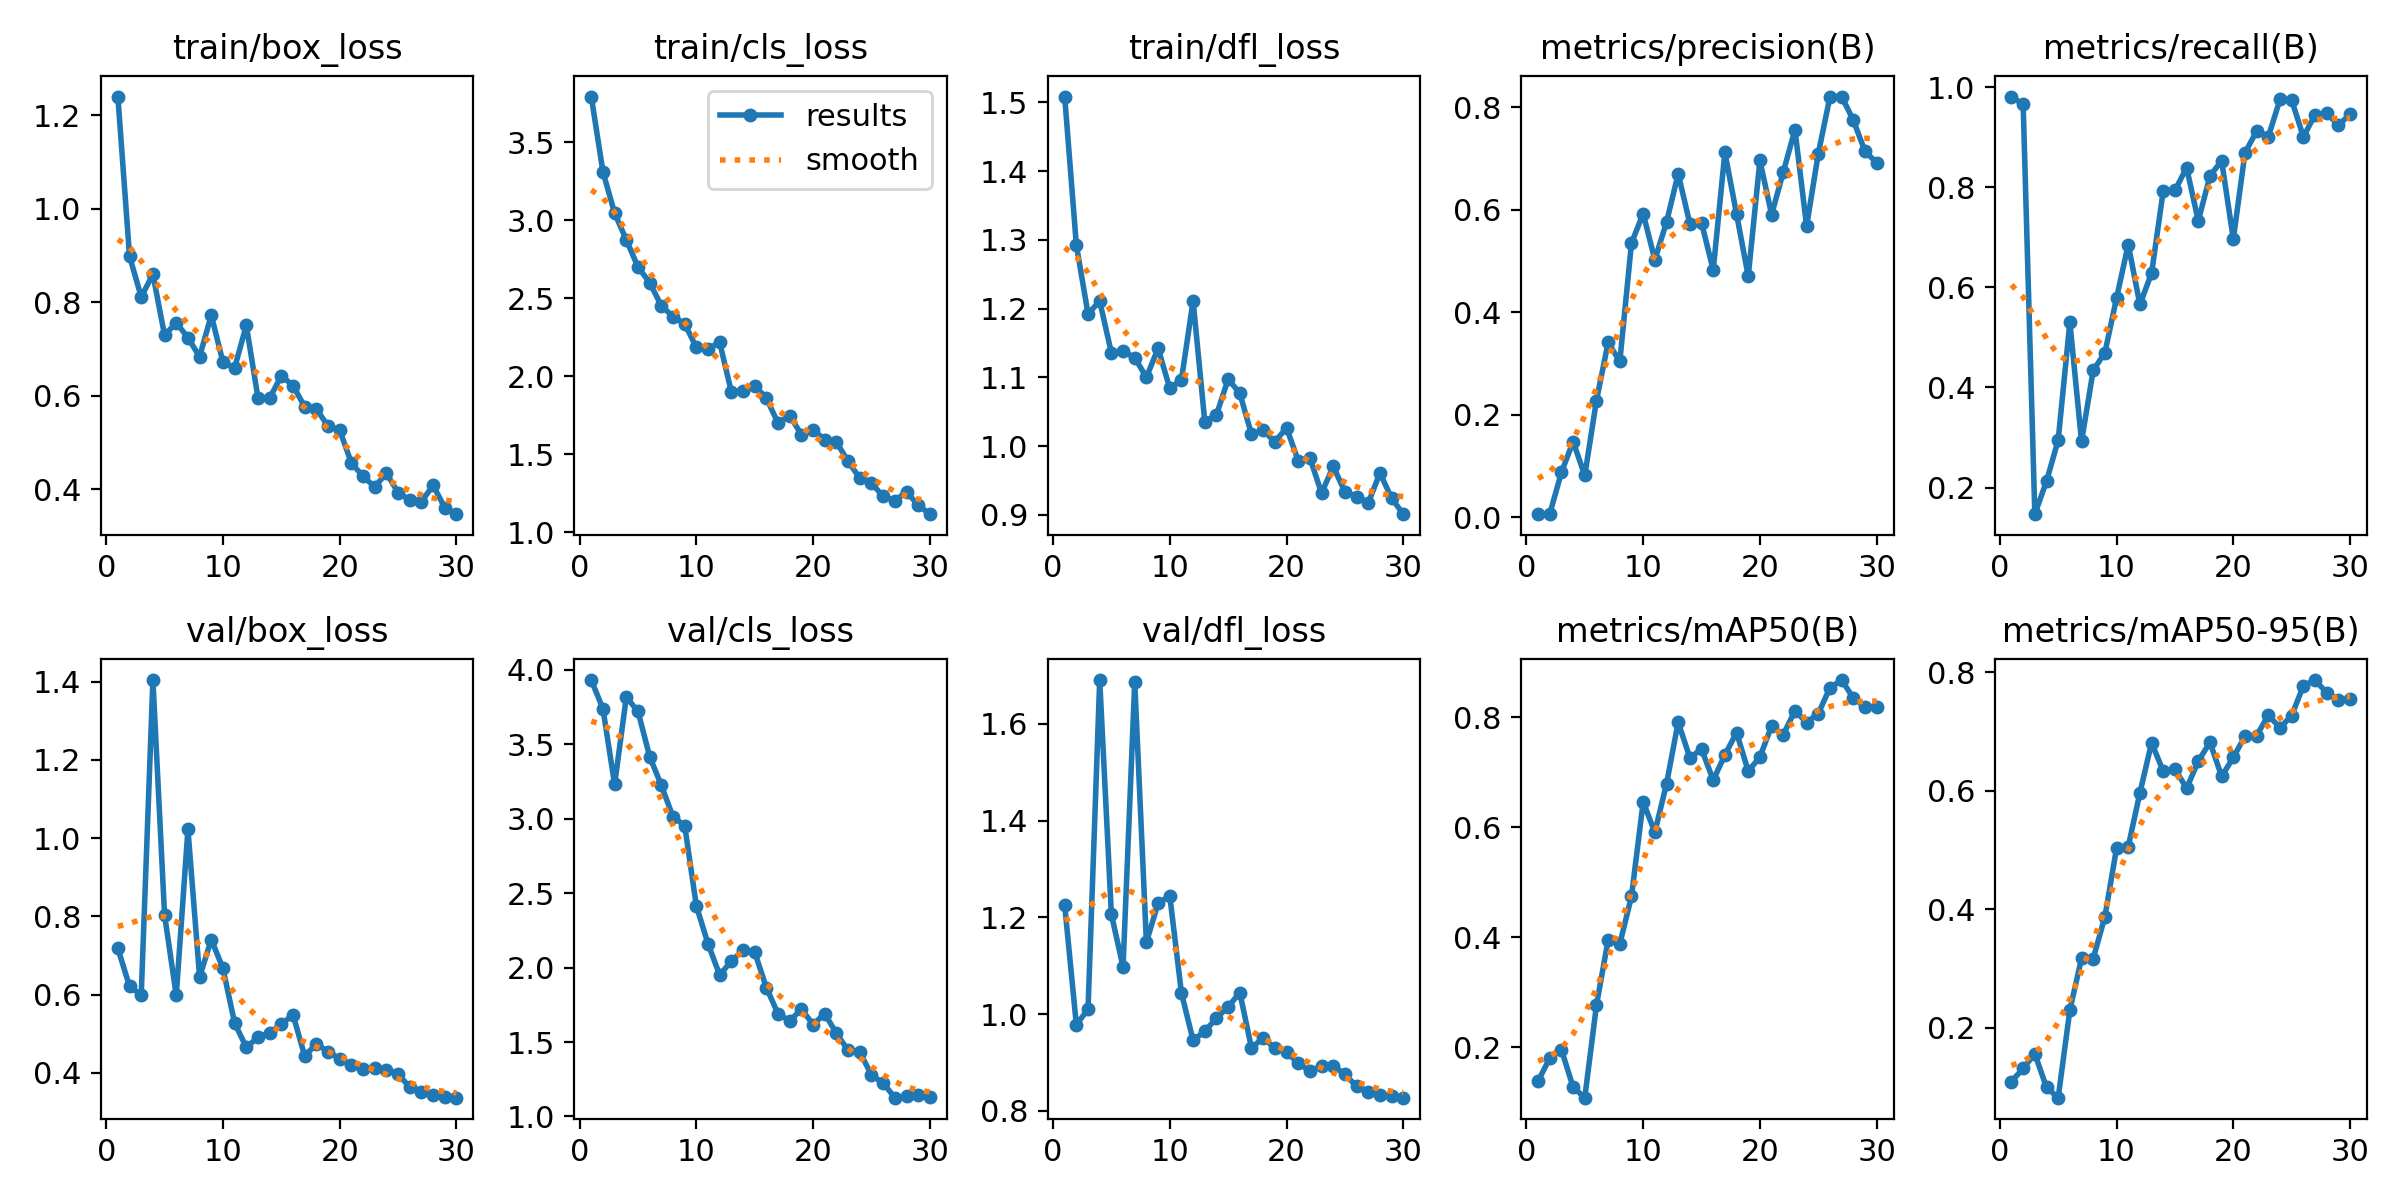 train/box_loss
1.2
1.0
0.8
0.6
0.4
0 10 20 30
train/cls_loss
results
smooth
3.5
3.0
2.5
2.0
1.5
1.0
0 10 20 30
train/dfl_loss
1.5
1.4
1.3
1.2
1.1
1.0
0.9
0 10 20 30
metrics/precision(B)
0.8
0.6
0.4
0.2
0.0
0 10 20 30
metrics/recall(B)
1.0
0.8
0.6
0.4
0.2
0 10 20 30
val/box_loss
1.4
1.2
1.0
0.8
0.6
0.4
0 10 20 30
val/cls_loss
4.0
3.5
3.0
2.5
2.0
1.5
1.0
0 10 20 30
val/dfl_loss
1.6
1.4
1.2
1.0
0.8
0 10 20 30
metrics/mAP50(B)
0.8
0.6
0.4
0.2
0 10 20 30
metrics/mAP50-95(B)
0.8
0.6
0.4
0.2
0 10 20 30